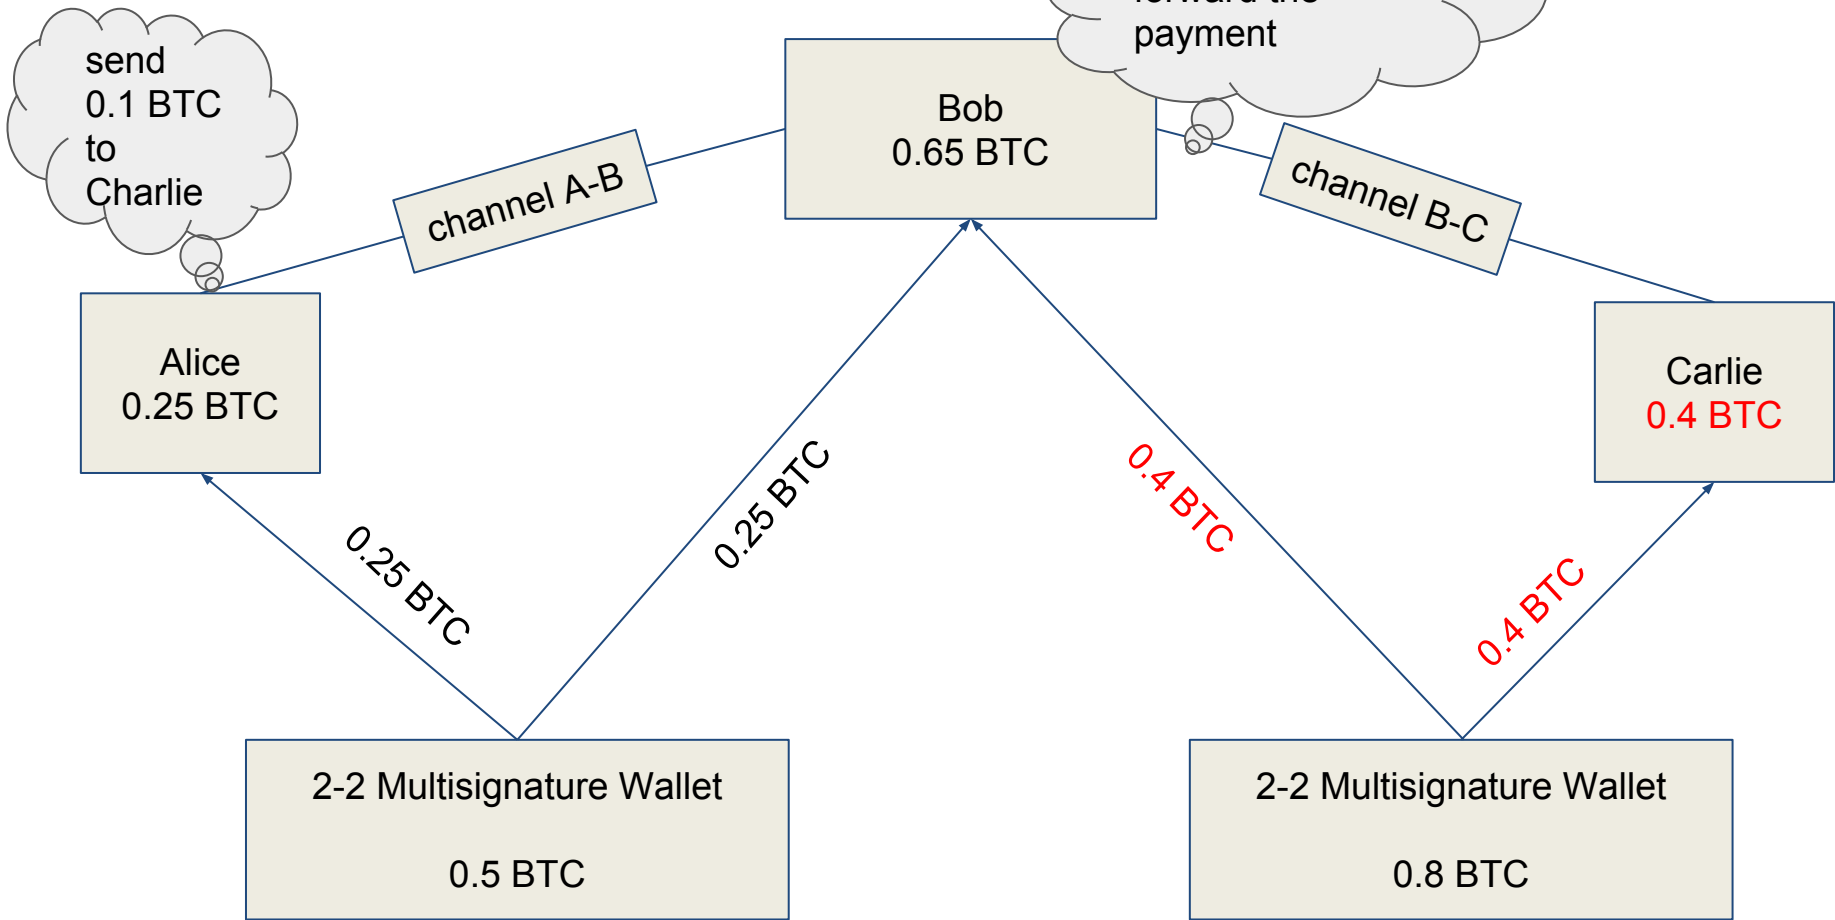 forward the
payment
send
0.1 BTC
to
Charlie
Bob
0.65 BTC
channel A-B
channel B-C
Alice
0.25 BTC
Carlie
0.4 BTC
0.25 BTC
0.25 BTC
0.4 BTC
0.4 BTC
2-2 Multisignature Wallet
0.5 BTC
2-2 Multisignature Wallet
0.8 BTC